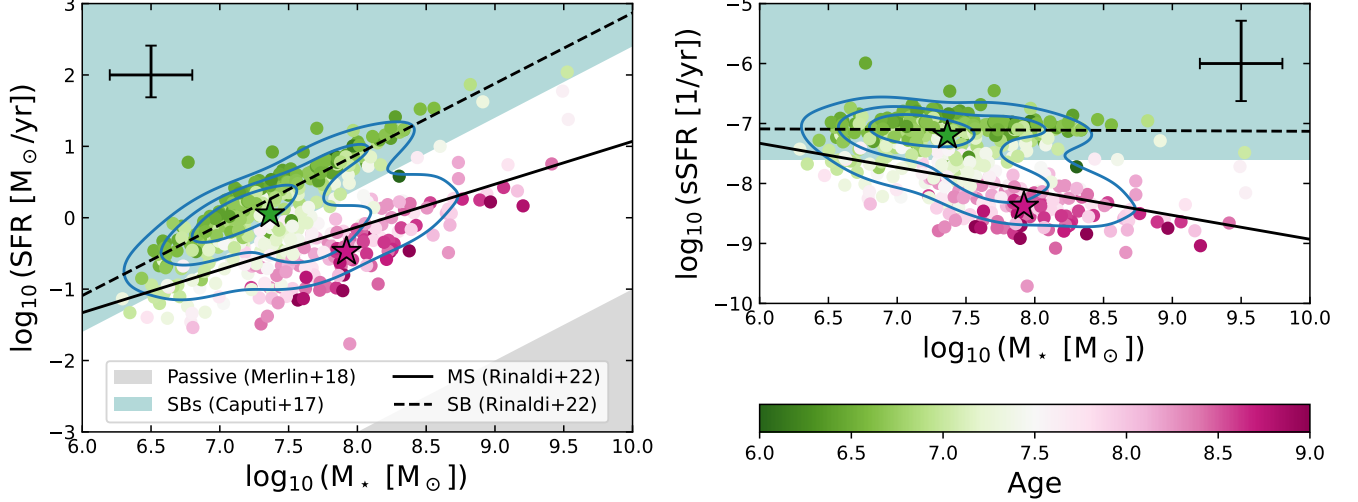 3
2
1
0
−1
−2
−3
log₁₀(SFR [M⊙/yr])
Passive (Merlin+18)
SBs (Caputi+17)
MS (Rinaldi+22)
SB (Rinaldi+22)
6.0 6.5 7.0 7.5 8.0 8.5 9.0 9.5 10.0
log₁₀(M⋆ [M⊙])
−5
−6
−7
−8
−9
−10
log₁₀(sSFR [1/yr])
6.0 6.5 7.0 7.5 8.0 8.5 9.0 9.5 10.0
log₁₀(M⋆ [M⊙])
6.0 6.5 7.0 7.5 8.0 8.5 9.0
Age